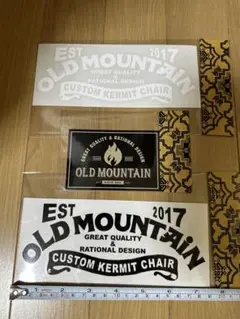 EST 2017
OLD MOUNTAIN
GREAT QUALITY
&
RATIONAL DESIGN
CUSTOM KERMIT CHAIR
GREAT QUALITY & RATIONAL DESIGN
OLD MOUNTAIN
EST 2017
OLD MOUNTAIN
GREAT QUALITY
&
RATIONAL DESIGN
CUSTOM KERMIT CHAIR